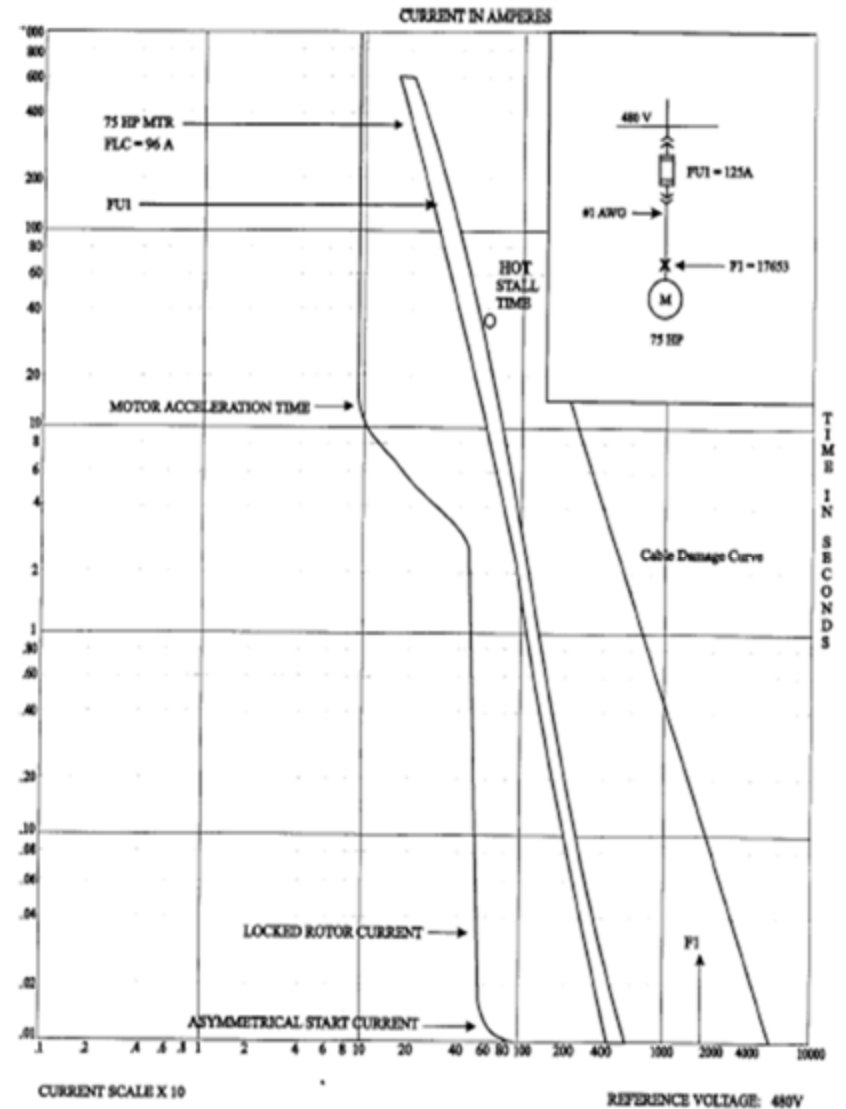 CURRENT IN AMPERES
1000
800
600
400
200
100
80
60
40
20
10
8
6
4
2
1
.80
.60
.40
.20
.10
.08
.06
.04
.02
.01
75 HP MTR
FLC = 96 A
FU1
HOT
STALL
TIME
MOTOR ACCELERATION TIME
480 V
FU1 = 125A
#1 AWG
F1 = 17653
M
75 HP
Cable Damage Curve
TIME IN SECONDS
LOCKED ROTOR CURRENT
F1
ASYMMETRICAL START CURRENT
.1 .2 .4 .6 .8 1 2 4 6 8 10 20 40 60 80 100 200 400 1000 2000 4000 10000
CURRENT SCALE X 10
REFERENCE VOLTAGE: 480V